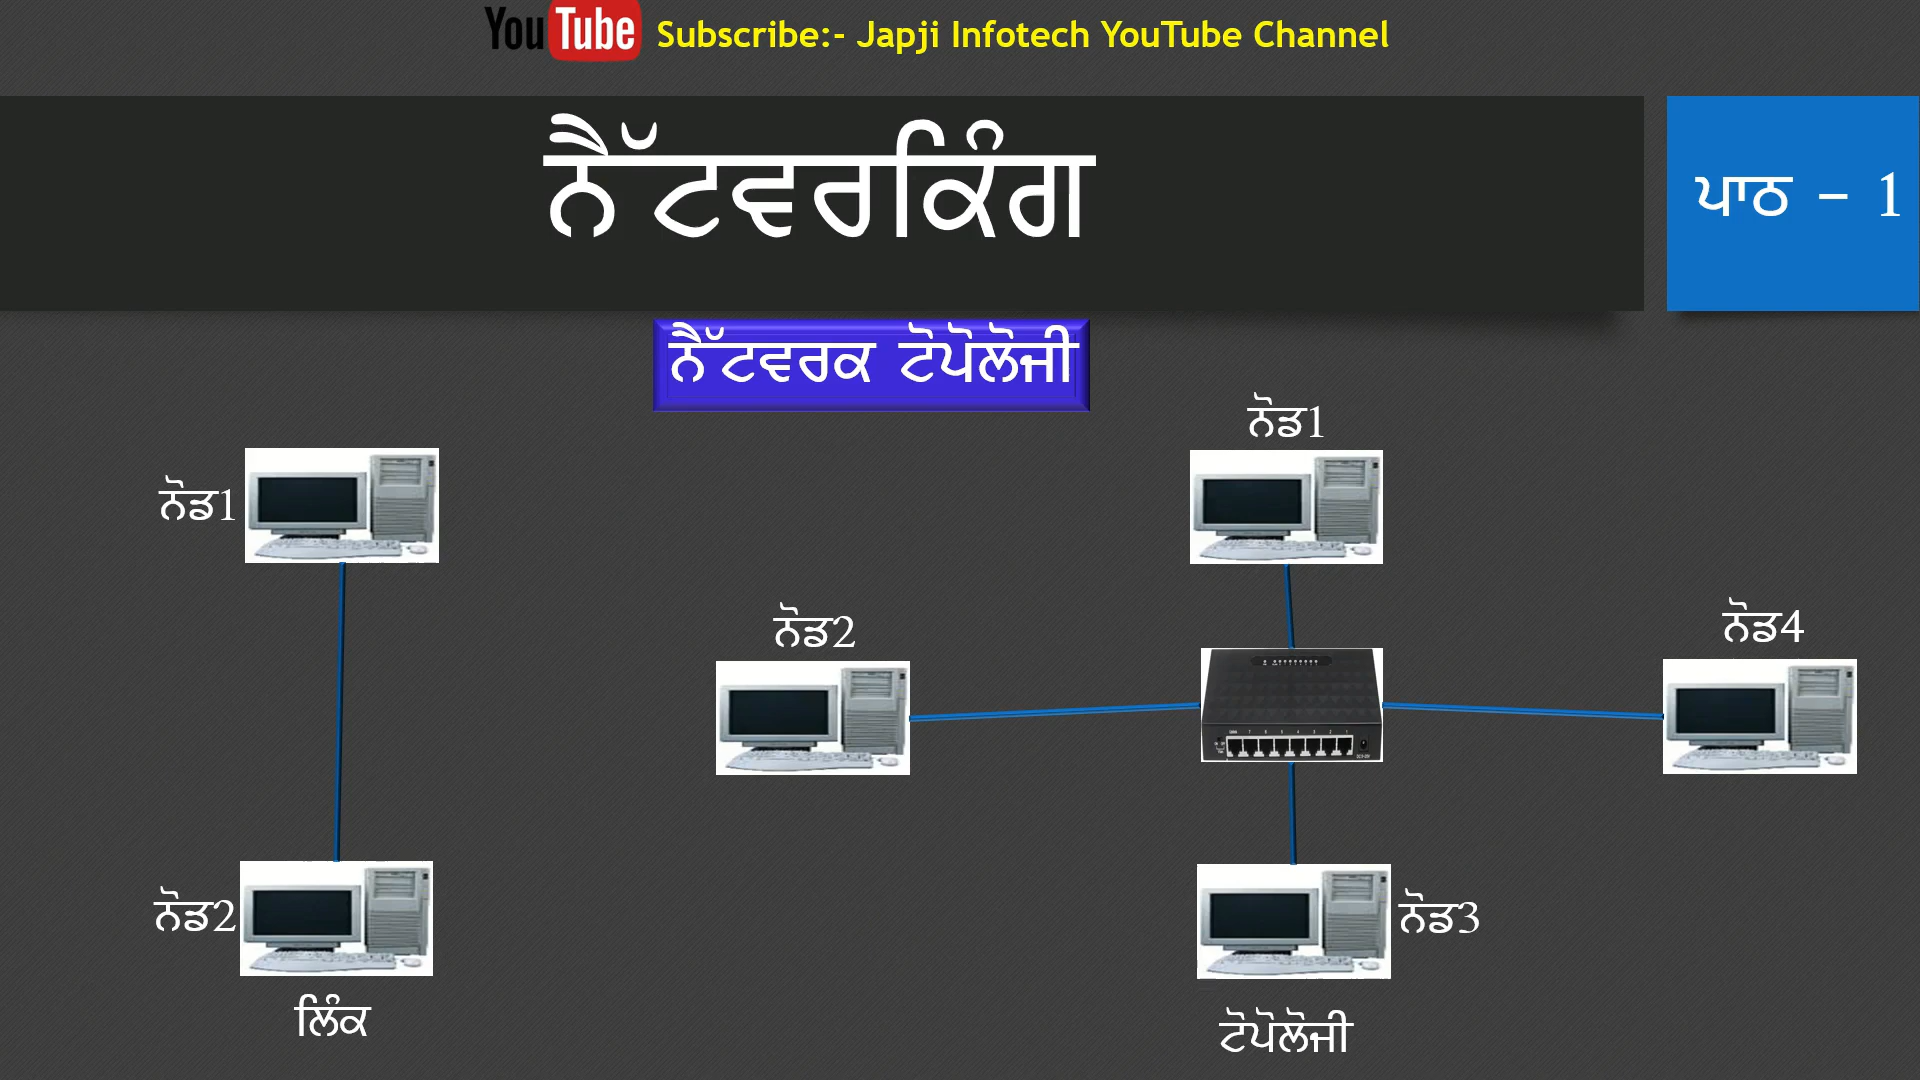 YouTube Subscribe:- Japji Infotech YouTube Channel
ਨੈੱਟਵਰਕਿੰਗ
ਪਾਠ – 1
ਨੈੱਟਵਰਕ ਟੋਪੋਲੋਜੀ
ਨੋਡ1
ਨੋਡ1
ਨੋਡ2
ਨੋਡ4
ਨੋਡ2
ਨੋਡ3
ਲਿੰਕ
ਟੋਪੋਲੋਜੀ